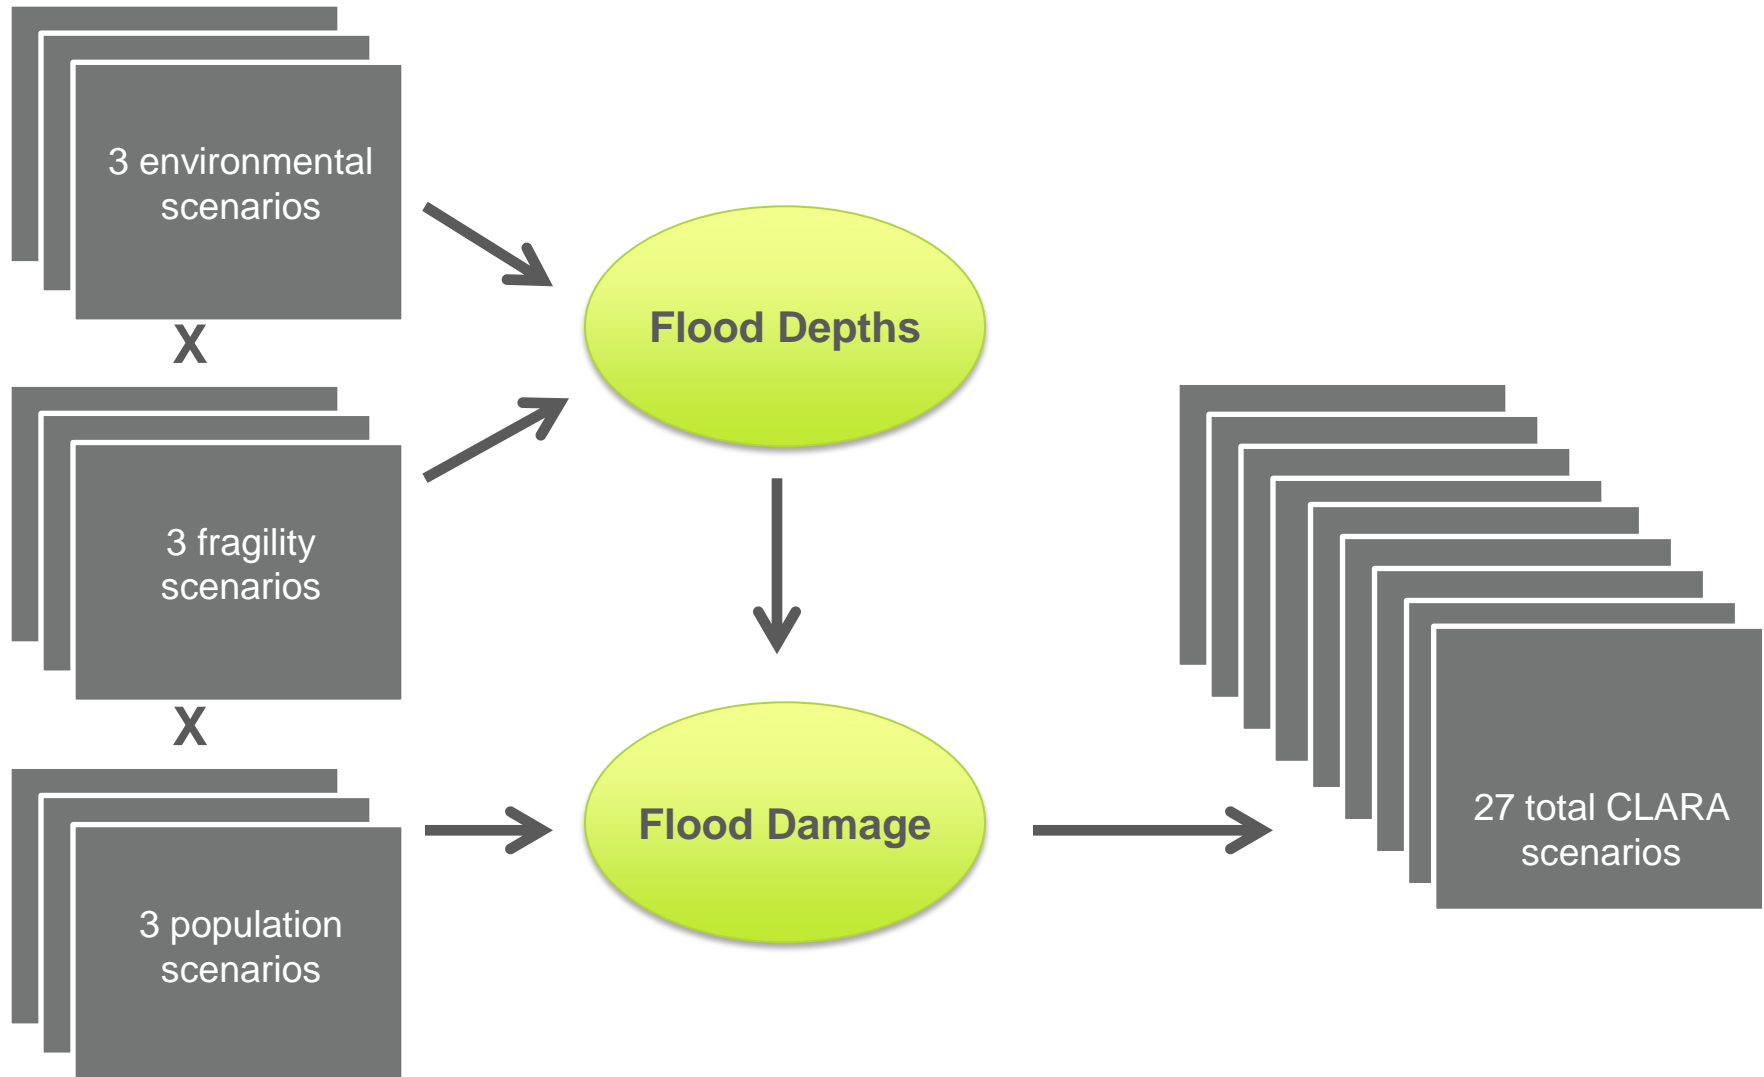 3 environmental
scenarios
X
3 fragility
scenarios
X
3 population
scenarios
Flood Depths
Flood Damage
27 total CLARA
scenarios